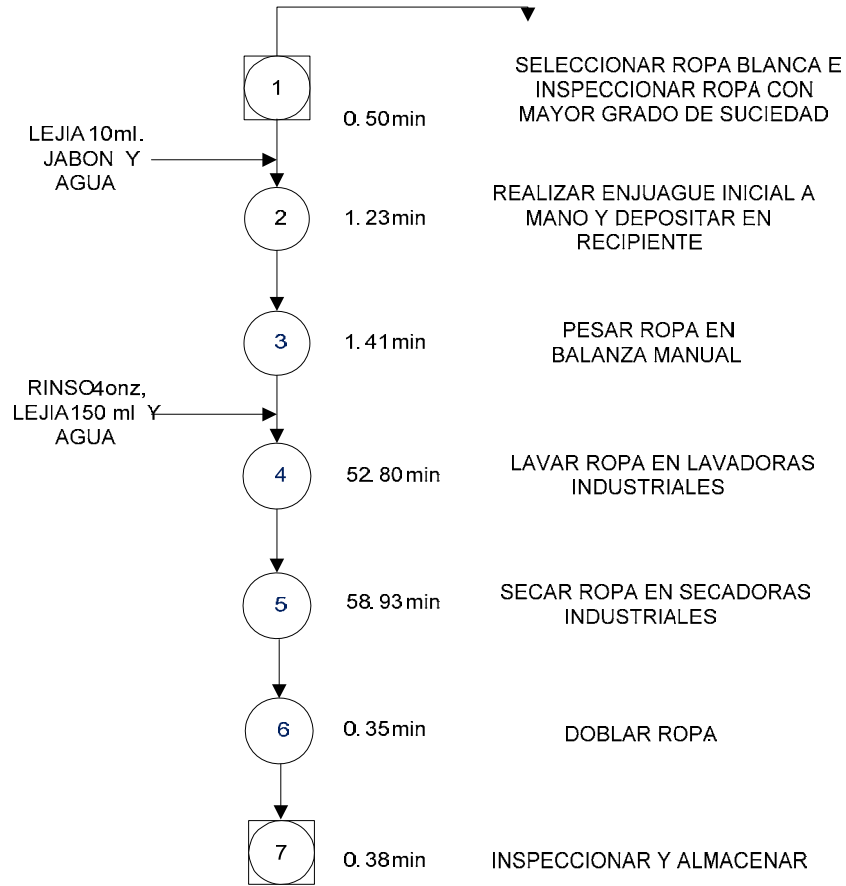 1
0.50min
SELECCIONAR ROPA BLANCA E
INSPECCIONAR ROPA CON
MAYOR GRADO DE SUCIEDAD
LEJIA 10ml.
JABON Y
AGUA
2
1.23min
REALIZAR ENJUAGUE INICIAL A
MANO Y DEPOSITAR EN
RECIPIENTE
3
1.41min
PESAR ROPA EN
BALANZA MANUAL
RINSO4onz,
LEJIA150 ml Y
AGUA
4
52.80min
LAVAR ROPA EN LAVADORAS
INDUSTRIALES
5
58.93min
SECAR ROPA EN SECADORAS
INDUSTRIALES
6
0.35min
DOBLAR ROPA
7
0.38min
INSPECCIONAR Y ALMACENAR